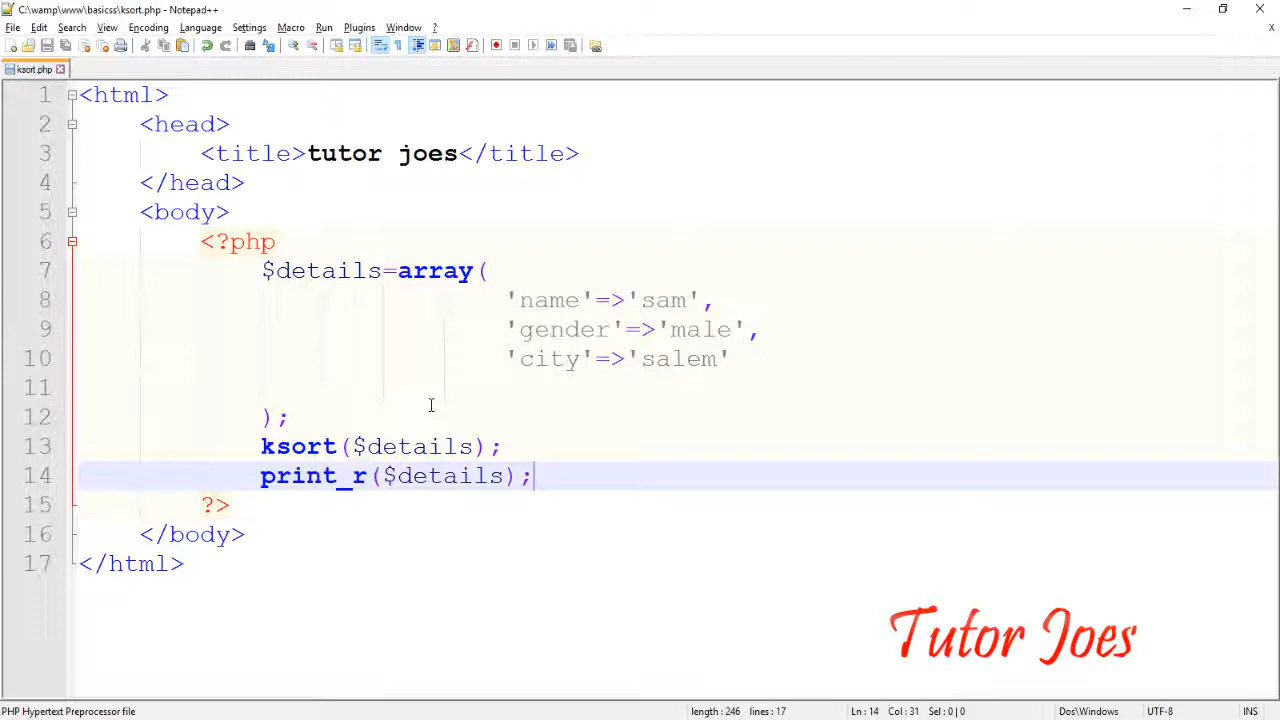 C:\wamp\www\basicss\ksort.php - Notepad++
File Edit Search View Encoding Language Settings Macro Run Plugins Window ?
X
ksort.php
1 <html>
2 <head>
3 <title>tutor joes</title>
4 </head>
5 <body>
6 <?php
7 $details=array(
8 'name'=>'sam',
9 'gender'=>'male',
10 'city'=>'salem'
11
12 );
13 ksort($details);
14 print_r($details);
15 ?>
16 </body>
17 </html>
Tutor Joes
PHP Hypertext Preprocessor file length : 246 lines : 17 Ln : 14 Col : 31 Sel : 0 | 0 Dos\Windows UTF-8 INS